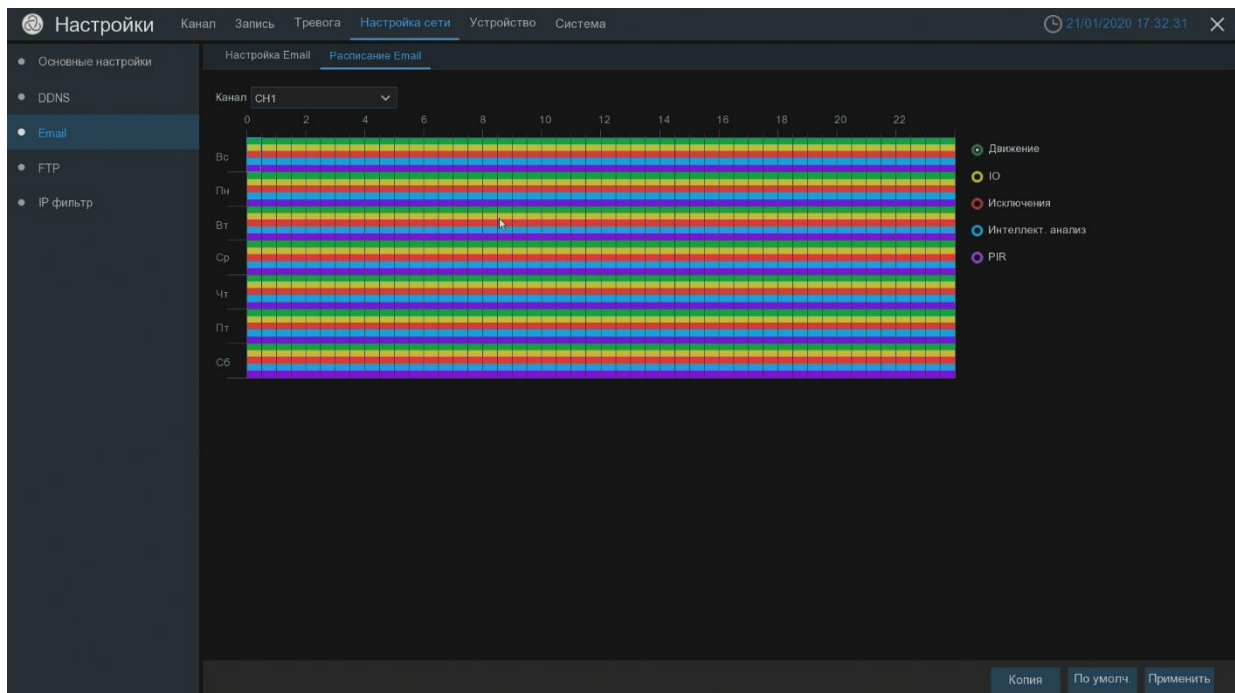 Настройки Канал Запись Тревога Настройка сети Устройство Система 21/01/2020 17:32:31
Основные настройки
DDNS
Email
FTP
IP фильтр
Настройка Email Расписание Email
Канал CH1
0 2 4 6 8 10 12 14 16 18 20 22
Вс
Пн
Вт
Ср
Чт
Пт
Сб
Движение
IO
Исключения
Интеллект. анализ
PIR
Копия По умолч. Применить